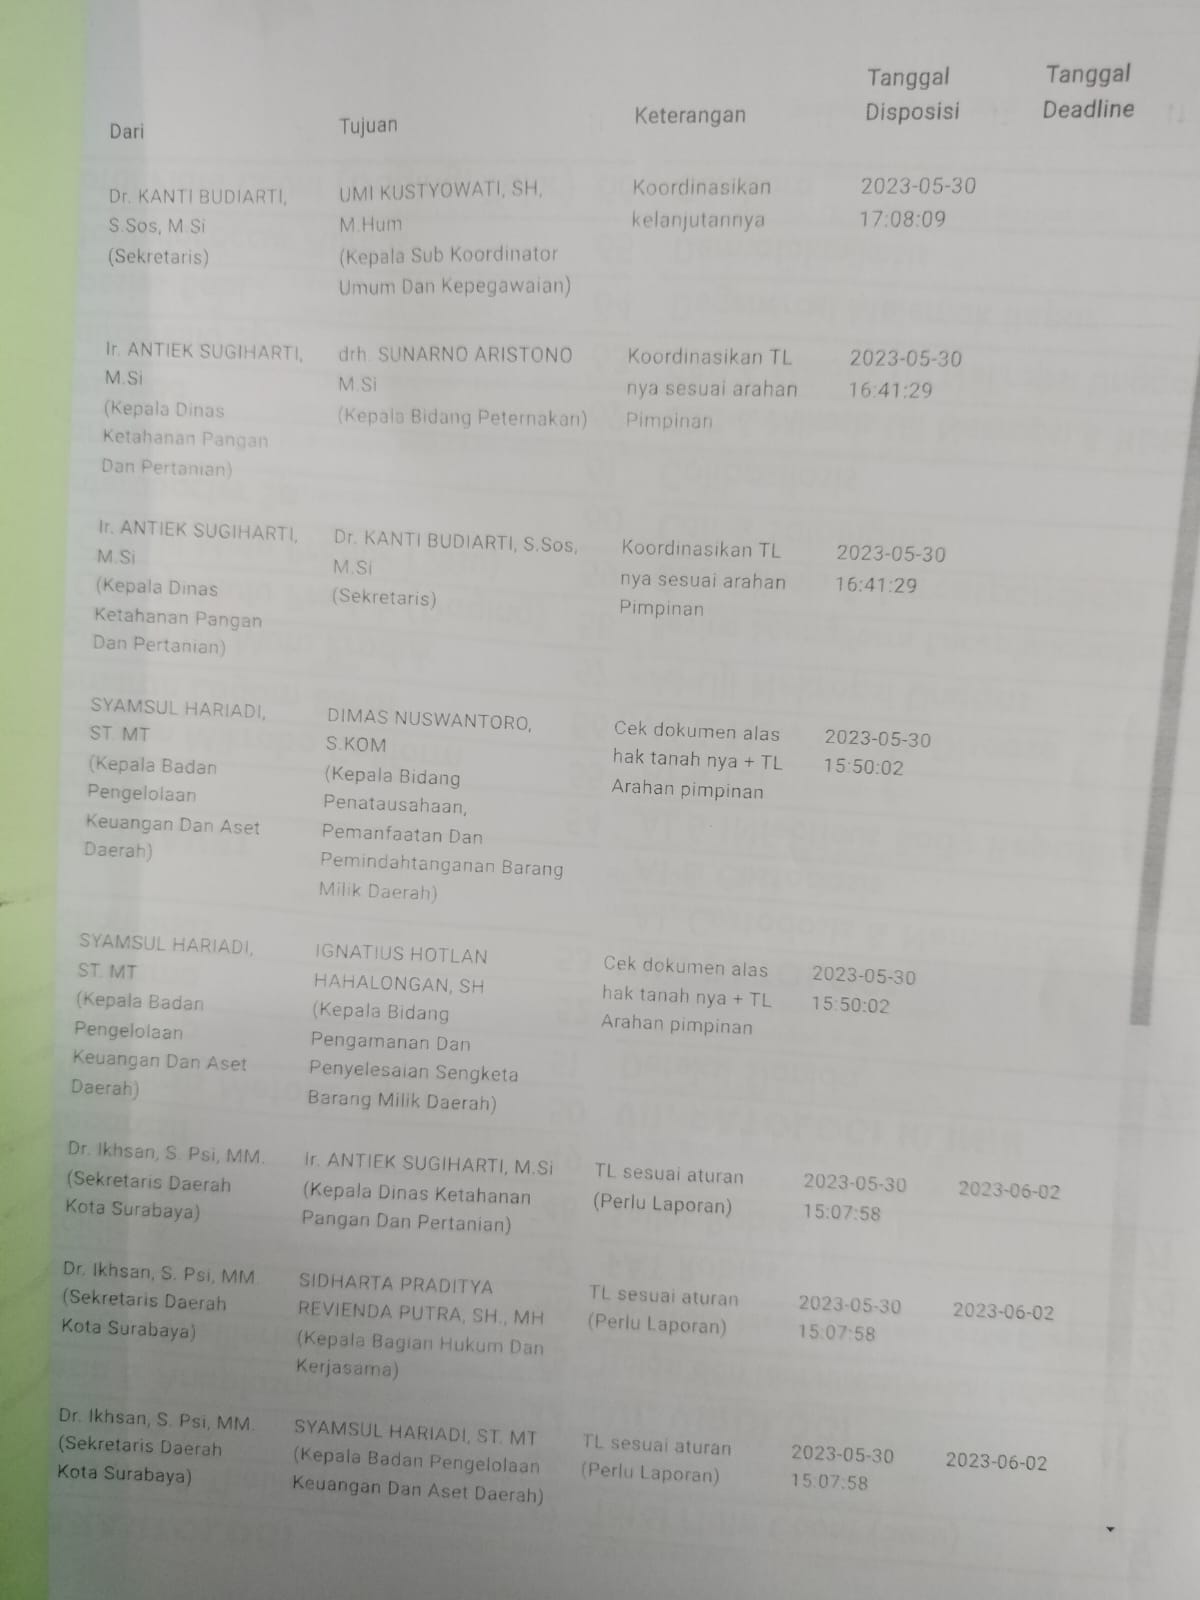 Dari
Tujuan
Keterangan
Tanggal
Disposisi
Tanggal
Deadline
Dr. KANTI BUDIARTI,
S.Sos, M.Si
(Sekretaris)
UMI KUSTYOWATI, SH,
M.Hum
(Kepala Sub Koordinator
Umum Dan Kepegawaian)
Koordinasikan
kelanjutannya
2023-05-30
17:08:09
Ir. ANTIEK SUGIHARTI,
M.Si
(Kepala Dinas
Ketahanan Pangan
Dan Pertanian)
drh. SUNARNO ARISTONO
M.Si
(Kepala Bidang Peternakan)
Koordinasikan TL
nya sesuai arahan
Pimpinan
2023-05-30
16:41:29
Ir. ANTIEK SUGIHARTI,
M.Si
(Kepala Dinas
Ketahanan Pangan
Dan Pertanian)
Dr. KANTI BUDIARTI, S.Sos,
M.Si
(Sekretaris)
Koordinasikan TL
nya sesuai arahan
Pimpinan
2023-05-30
16:41:29
SYAMSUL HARIADI,
ST. MT
(Kepala Badan
Pengelolaan
Keuangan Dan Aset
Daerah)
DIMAS NUSWANTORO,
S.KOM
(Kepala Bidang
Penatausahaan,
Pemanfaatan Dan
Pemindahtanganan Barang
Milik Daerah)
Cek dokumen alas
hak tanah nya + TL
Arahan pimpinan
2023-05-30
15:50:02
SYAMSUL HARIADI,
ST. MT
(Kepala Badan
Pengelolaan
Keuangan Dan Aset
Daerah)
IGNATIUS HOTLAN
HAHALONGAN, SH
(Kepala Bidang
Pengamanan Dan
Penyelesaian Sengketa
Barang Milik Daerah)
Cek dokumen alas
hak tanah nya + TL
Arahan pimpinan
2023-05-30
15:50:02
Dr. Ikhsan, S. Psi, MM.
(Sekretaris Daerah
Kota Surabaya)
Ir. ANTIEK SUGIHARTI, M.Si
(Kepala Dinas Ketahanan
Pangan Dan Pertanian)
TL sesuai aturan
(Perlu Laporan)
2023-05-30
15:07:58
2023-06-02
Dr. Ikhsan, S. Psi, MM.
(Sekretaris Daerah
Kota Surabaya)
SIDHARTA PRADITYA
REVIENDA PUTRA, SH., MH
(Kepala Bagian Hukum Dan
Kerjasama)
TL sesuai aturan
(Perlu Laporan)
2023-05-30
15:07:58
2023-06-02
Dr. Ikhsan, S. Psi, MM.
(Sekretaris Daerah
Kota Surabaya)
SYAMSUL HARIADI, ST. MT
(Kepala Badan Pengelolaan
Keuangan Dan Aset Daerah)
TL sesuai aturan
(Perlu Laporan)
2023-05-30
15:07:58
2023-06-02